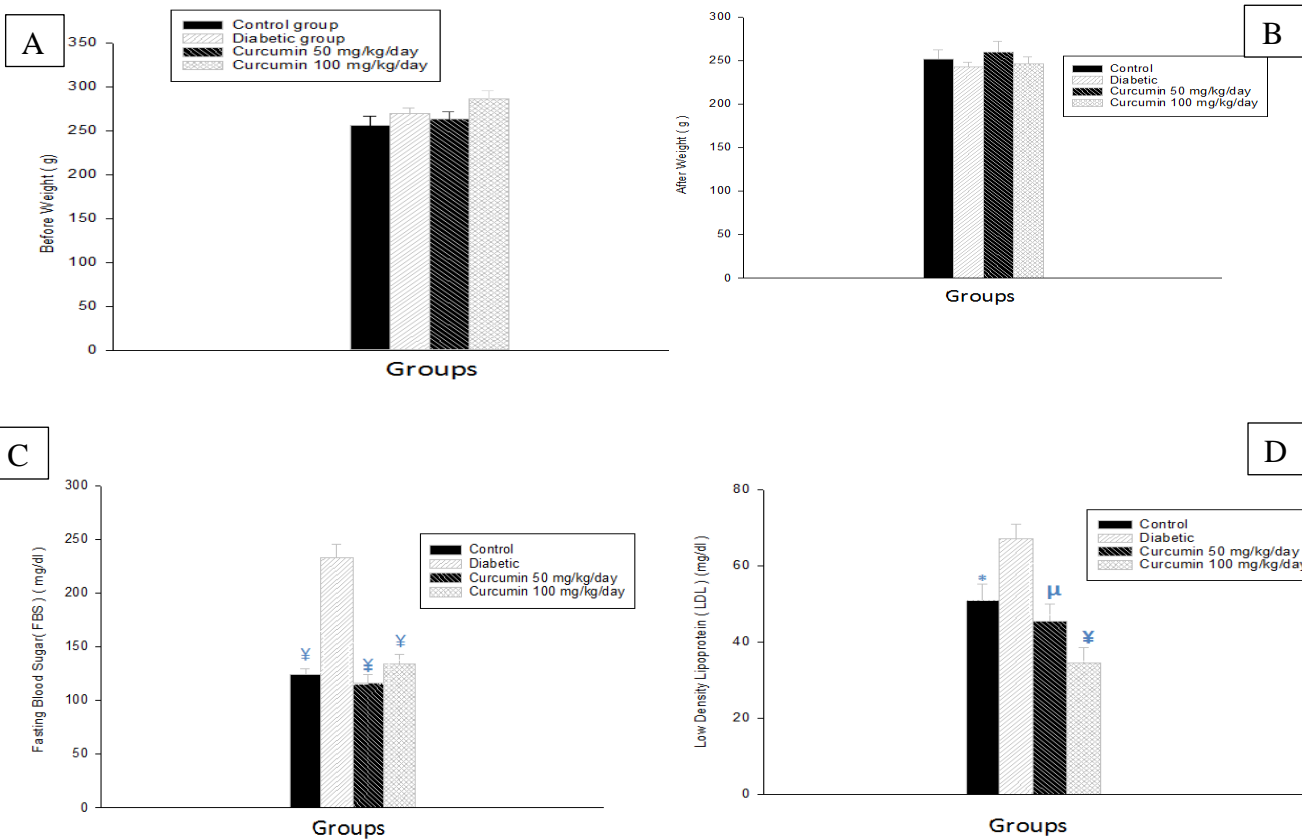 A
Control group
Diabetic group
Curcumin 50 mg/kg/day
Curcumin 100 mg/kg/day
350
300
250
200
150
100
50
0
Before Weight ( g)
Groups
B
Control
Diabetic
Curcumin 50 mg/kg/day
Curcumin 100 mg/kg/day
300
250
200
150
100
50
0
After Weight ( g )
Groups
C
Control
Diabetic
Curcumin 50 mg/kg/day
Curcumin 100 mg/kg/day
300
250
200
150
100
50
0
Fasting Blood Sugar( FBS ) ( mg/dl )
¥
¥
¥
Groups
D
Control
Diabetic
Curcumin 50 mg/kg/day
Curcumin 100 mg/kg/day
80
60
40
20
0
Low Density Lipoprotein ( LDL ) (mg/dl )
*
µ
¥
Groups